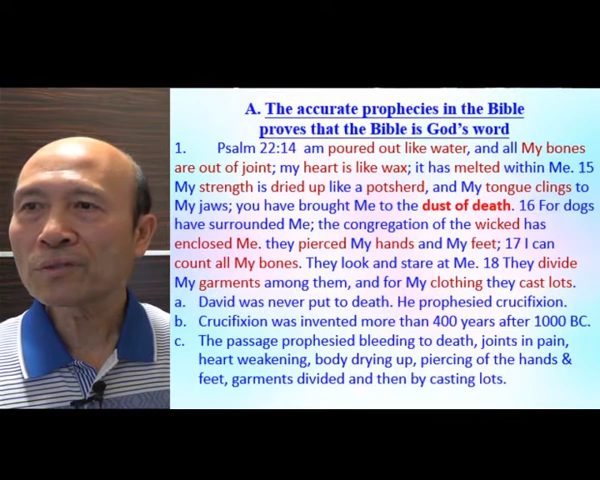 A. The accurate prophecies in the Bible
proves that the Bible is God's word
1. Psalm 22:14 am poured out like water, and all My bones
are out of joint; my heart is like wax; it has melted within Me. 15
My strength is dried up like a potsherd, and My tongue clings to
My jaws; you have brought Me to the dust of death. 16 For dogs
have surrounded Me; the congregation of the wicked has
enclosed Me. they pierced My hands and My feet; 17 I can
count all My bones. They look and stare at Me. 18 They divide
My garments among them, and for My clothing they cast lots.
a. David was never put to death. He prophesied crucifixion.
b. Crucifixion was invented more than 400 years after 1000 BC.
c. The passage prophesied bleeding to death, joints in pain,
heart weakening, body drying up, piercing of the hands &
feet, garments divided and then by casting lots.